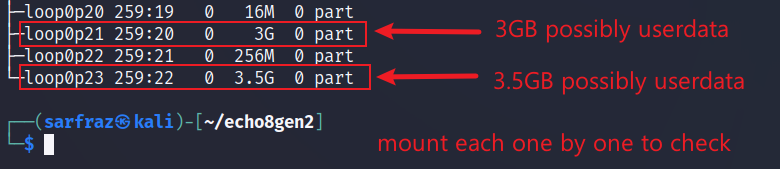 ├─loop0p20 259:19   0   16M  0 part
├─loop0p21 259:20   0    3G  0 part
3GB possibly userdata
├─loop0p22 259:21   0  256M  0 part
└─loop0p23 259:22   0  3.5G  0 part
3.5GB possibly userdata
┌──(sarfraz㉿kali)-[~/echo8gen2]
└─$
mount each one by one to check